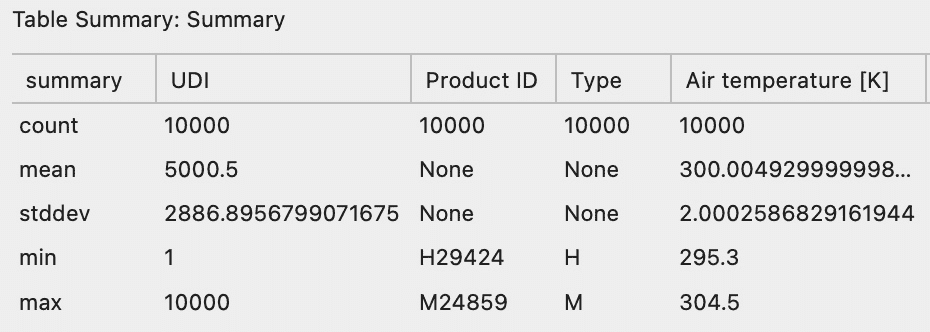 Table Summary: Summary
summary UDI Product ID Type Air temperature [K]
count 10000 10000 10000 10000
mean 5000.5 None None 300.004929999998...
stddev 2886.8956799071675 None None 2.0002586829161944
min 1 H29424 H 295.3
max 10000 M24859 M 304.5